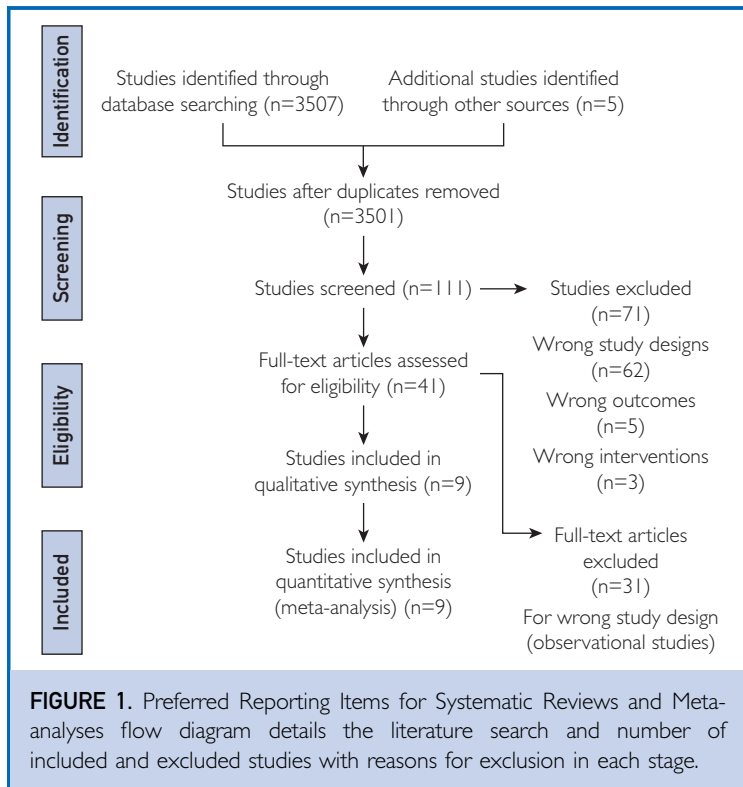 Identification
Studies identified through
database searching (n=3507)
Additional studies identified
through other sources (n=5)
Screening
Studies after duplicates removed
(n=3501)
Studies screened (n=111)
Studies excluded
(n=71)
Wrong study designs
(n=62)
Wrong outcomes
(n=5)
Wrong interventions
(n=3)
Eligibility
Full-text articles assessed
for eligibility (n=41)
Studies included in
qualitative synthesis (n=9)
Full-text articles
excluded
(n=31)
For wrong study design
(observational studies)
Included
Studies included in
quantitative synthesis
(meta-analysis) (n=9)
FIGURE 1. Preferred Reporting Items for Systematic Reviews and Meta-
analyses flow diagram details the literature search and number of
included and excluded studies with reasons for exclusion in each stage.